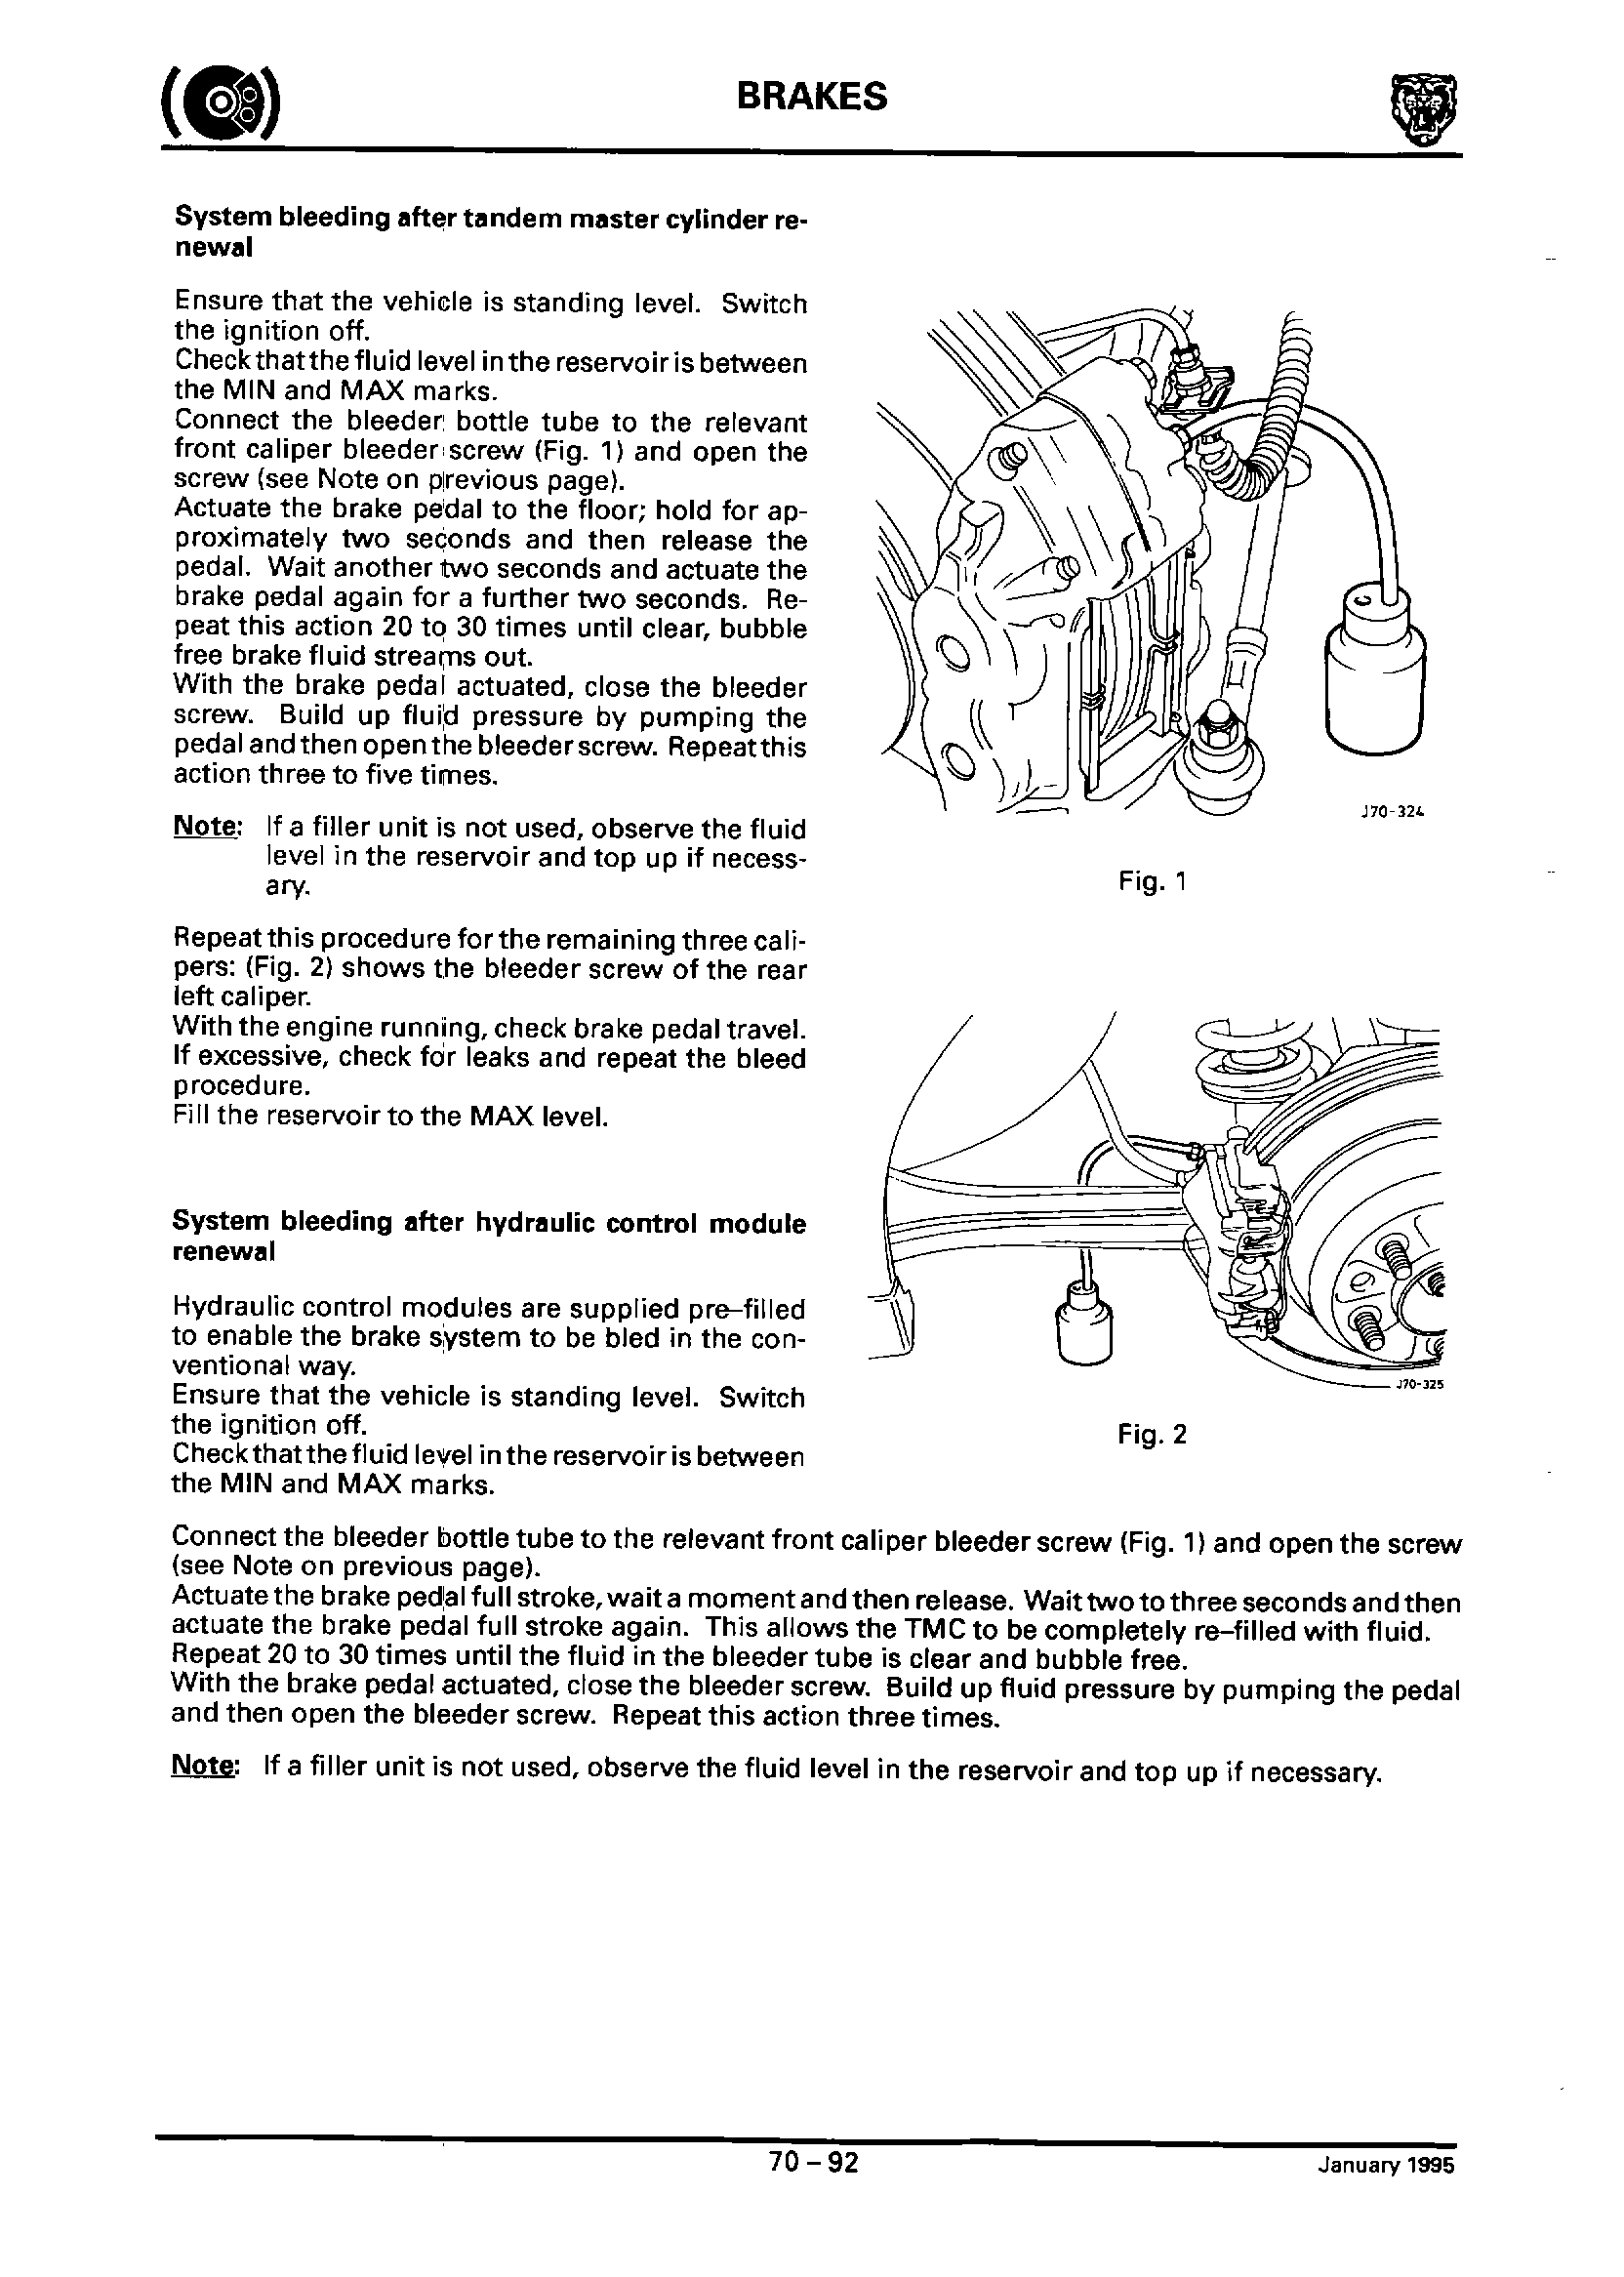 BRAKES
System bleeding after tandem master cylinder re-
newal
Ensure that the vehicle is standing level. Switch
the ignition off.
Check that the fluid level in the reservoir is between
the MIN and MAX marks.
Connect the bleeder bottle tube to the relevant
front caliper bleeder screw (Fig. 1) and open the
screw (see Note on previous page).
Actuate the brake pedal to the floor; hold for ap-
proximately two seconds and then release the
pedal. Wait another two seconds and actuate the
brake pedal again for a further two seconds. Re-
peat this action 20 to 30 times until clear, bubble
free brake fluid streams out.
With the brake pedal actuated, close the bleeder
screw. Build up fluid pressure by pumping the
pedal and then open the bleeder screw. Repeat this
action three to five times.
Note: If a filler unit is not used, observe the fluid
level in the reservoir and top up if necess-
ary.
Repeat this procedure for the remaining three cali-
pers: (Fig. 2) shows the bleeder screw of the rear
left caliper.
With the engine running, check brake pedal travel.
If excessive, check for leaks and repeat the bleed
procedure.
Fill the reservoir to the MAX level.
J70-324
Fig. 1
System bleeding after hydraulic control module
renewal
Hydraulic control modules are supplied pre-filled
to enable the brake system to be bled in the con-
ventional way.
Ensure that the vehicle is standing level. Switch
the ignition off.
Check that the fluid level in the reservoir is between
the MIN and MAX marks.
J70-325
Fig. 2
Connect the bleeder bottle tube to the relevant front caliper bleeder screw (Fig. 1) and open the screw
(see Note on previous page).
Actuate the brake pedal full stroke, wait a moment and then release. Wait two to three seconds and then
actuate the brake pedal full stroke again. This allows the TMC to be completely re-filled with fluid.
Repeat 20 to 30 times until the fluid in the bleeder tube is clear and bubble free.
With the brake pedal actuated, close the bleeder screw. Build up fluid pressure by pumping the pedal
and then open the bleeder screw. Repeat this action three times.
Note: If a filler unit is not used, observe the fluid level in the reservoir and top up if necessary.
70 – 92
January 1995